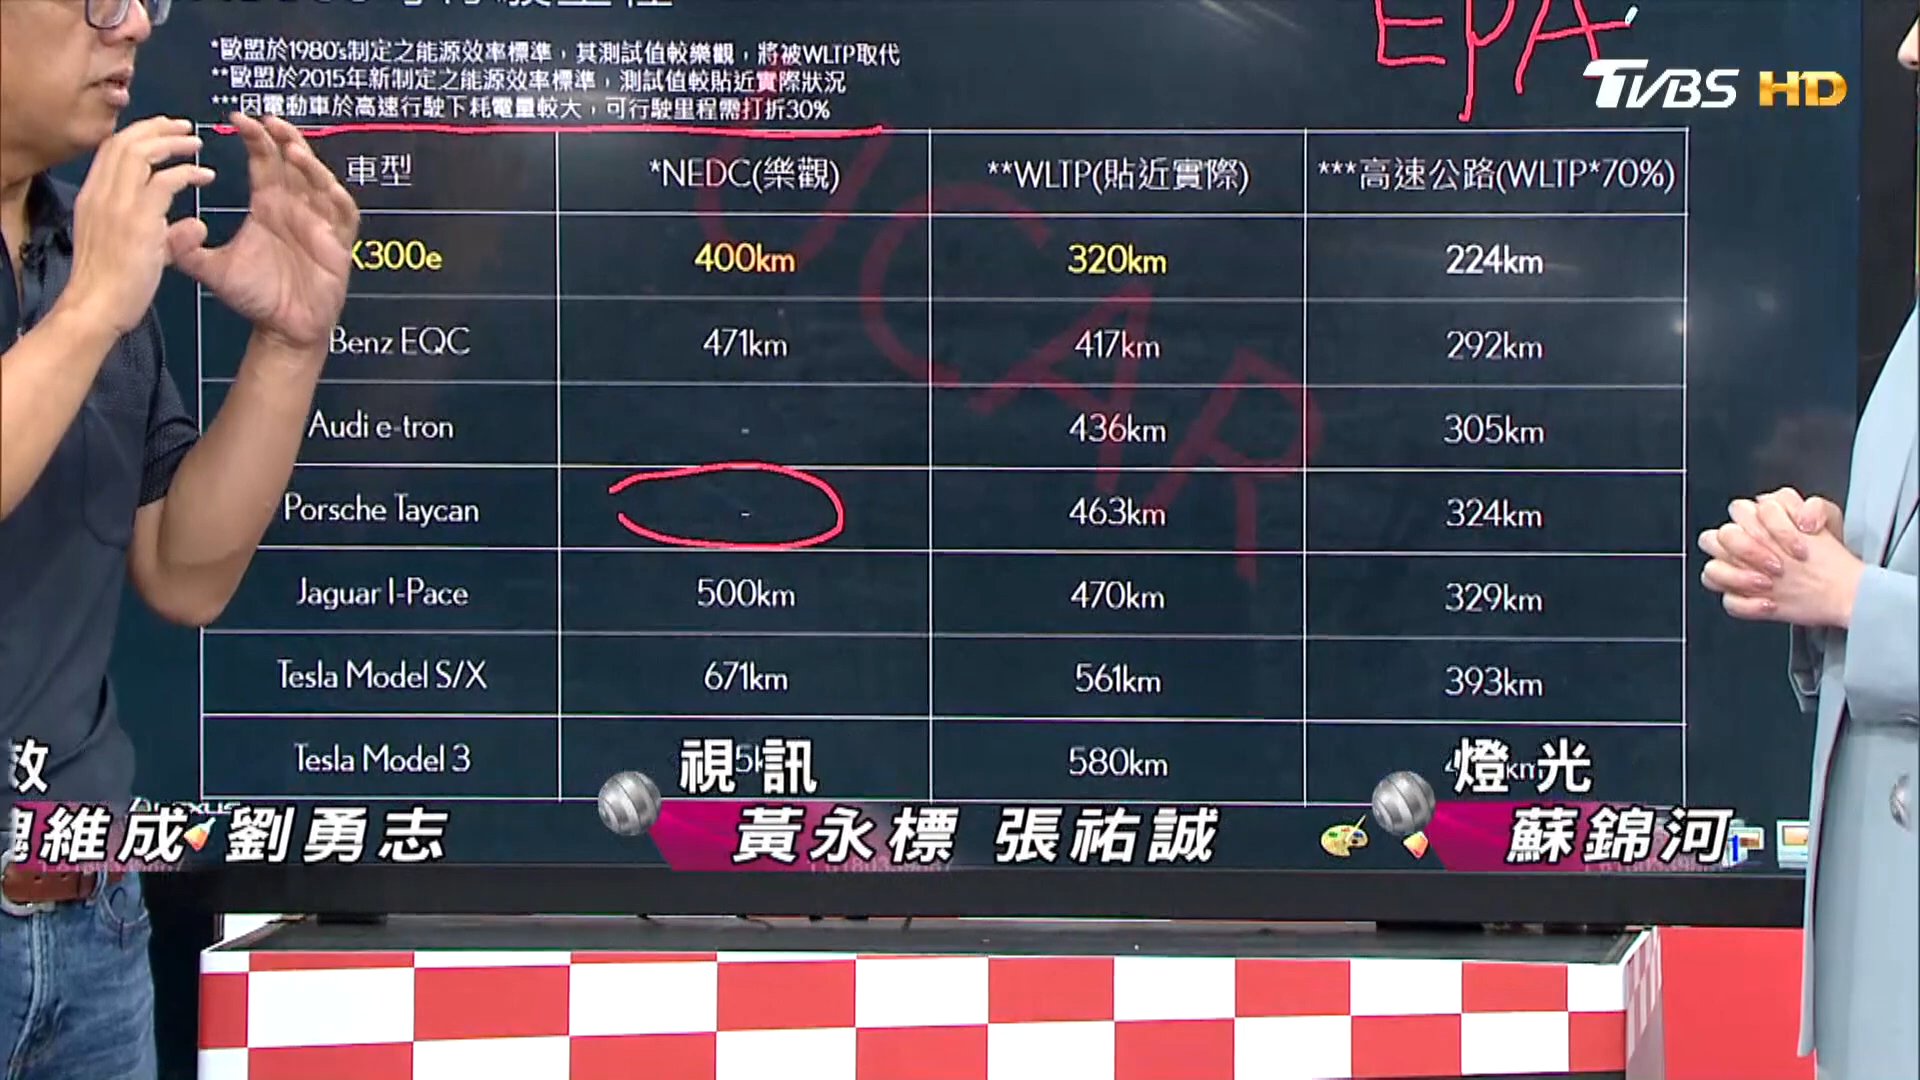 EPA
TVBS HD
*歐盟於1980's制定之能源效率標準，其測試值較樂觀，將被WLTP取代
**歐盟於2015年新制定之能源效率標準，測試值較貼近實際狀況
***因電動車於高速行駛下耗電量較大，可行駛里程需打折30%
車型 *NEDC(樂觀) **WLTP(貼近實際) ***高速公路(WLTP*70%)
X300e 400km 320km 224km
Benz EQC 471km 417km 292km
Audi e-tron - 436km 305km
Porsche Taycan - 463km 324km
Jaguar I-Pace 500km 470km 329km
Tesla Model S/X 671km 561km 393km
Tesla Model 3 580km
UCAR
效 視訊 燈光
維成 劉勇志 黃永標 張祐誠 蘇錦河